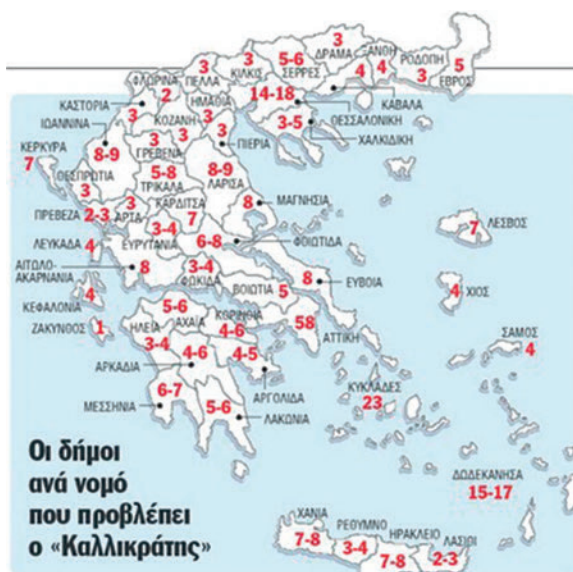 ΦΛΩΡΙΝΑ
2
ΠΕΛΛΑ
3
ΚΙΛΚΙΣ
3
ΣΕΡΡΕΣ
5-6
ΔΡΑΜΑ
3
ΞΑΝΘΗ
4
ΡΟΔΟΠΗ
3
ΕΒΡΟΣ
5
ΚΑΒΑΛΑ
4
ΘΕΣΣΑΛΟΝΙΚΗ
14-18
ΧΑΛΚΙΔΙΚΗ
3-5
ΚΑΣΤΟΡΙΑ
3
ΚΟΖΑΝΗ
3
ΗΜΑΘΙΑ
3
ΠΙΕΡΙΑ
3
ΙΩΑΝΝΙΝΑ
8-9
ΓΡΕΒΕΝΑ
3
ΚΕΡΚΥΡΑ
7
ΘΕΣΠΡΩΤΙΑ
3
ΤΡΙΚΑΛΑ
5-8
ΛΑΡΙΣΑ
8-9
ΜΑΓΝΗΣΙΑ
8
ΠΡΕΒΕΖΑ
2-3
ΑΡΤΑ
3
ΚΑΡΔΙΤΣΑ
7
ΛΕΥΚΑΔΑ
4
ΕΥΡΥΤΑΝΙΑ
3-4
ΦΘΙΩΤΙΔΑ
6-8
ΑΙΤΩΛΟ-
ΑΚΑΡΝΑΝΙΑ
8
ΦΩΚΙΔΑ
3-4
ΒΟΙΩΤΙΑ
5
ΕΥΒΟΙΑ
8
ΛΕΣΒΟΣ
7
ΧΙΟΣ
4
ΣΑΜΟΣ
4
ΚΕΦΑΛΟΝΙΑ
4
ΖΑΚΥΝΘΟΣ
1
ΗΛΕΙΑ
3-4
ΑΧΑΪΑ
5-6
ΚΟΡΙΝΘΙΑ
4-6
ΑΤΤΙΚΗ
58
ΑΡΚΑΔΙΑ
4-6
ΑΡΓΟΛΙΔΑ
4-5
ΜΕΣΣΗΝΙΑ
6-7
ΛΑΚΩΝΙΑ
5-6
ΚΥΚΛΑΔΕΣ
23
ΔΩΔΕΚΑΝΗΣΑ
15-17
ΧΑΝΙΑ
7-8
ΡΕΘΥΜΝΟ
3-4
ΗΡΑΚΛΕΙΟ
7-8
ΛΑΣΙΘΙ
2-3
Οι δήμοι
ανά νομό
που προβλέπει
ο «Καλλικράτης»